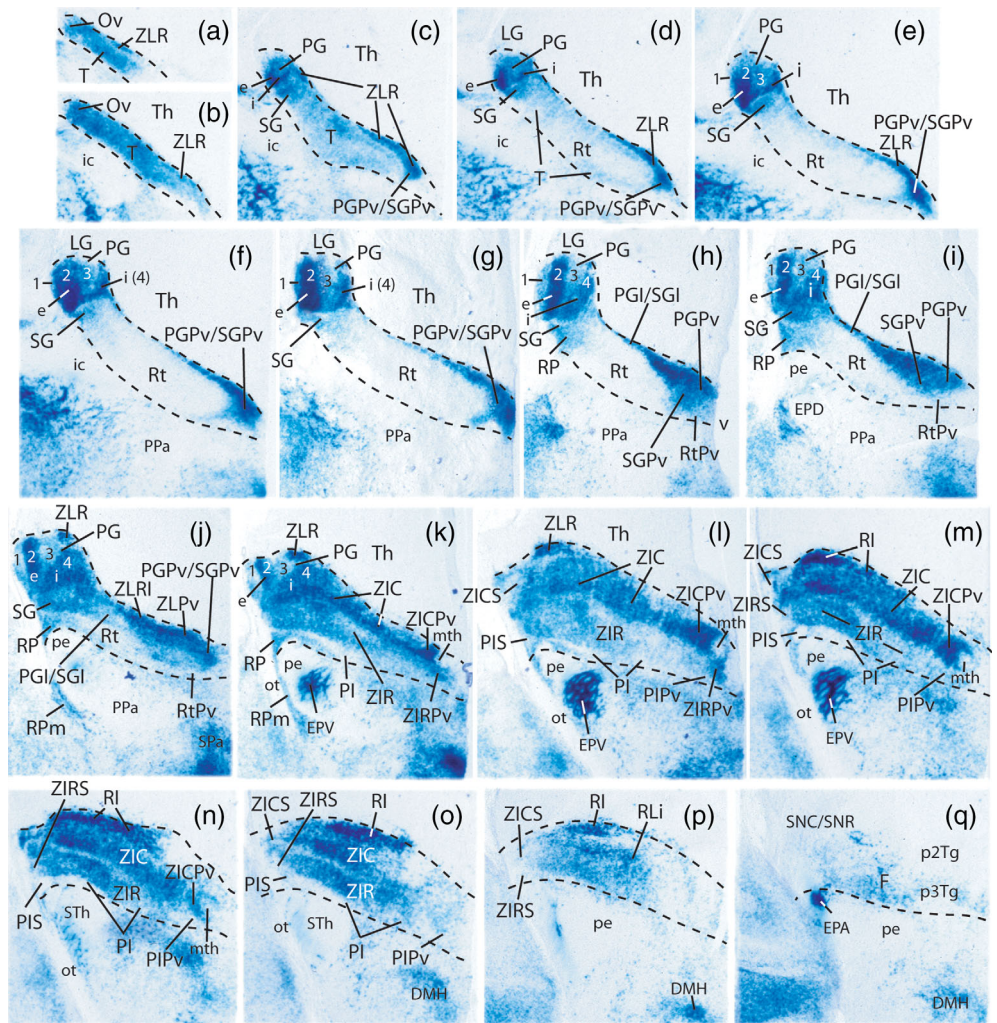 Ov
ZLR
(a)
T
Th
Ov
(b)
T
ZLR
ic
PG
Th
(c)
e
i
SG
ZLR
ic
T
PGPv/SGPv
LG
PG
(d)
i
Th
e
SG
ZLR
ic
Rt
T
PGPv/SGPv
PG
(e)
1
2
3
i
e
Th
SG
PGPv/SGPv
ZLR
ic
Rt
LG
PG
(f)
1
2
3
i (4)
Th
e
PGPv/SGPv
SG
ic
Rt
PPa
LG
PG
(g)
1
2
3
i (4)
Th
e
PGPv/SGPv
SG
ic
Rt
PPa
LG
PG
(h)
1
2
3
4
e
PGI/SGI
i
SG
PGPv
RP
Rt
v
PPa
RtPv
SGPv
PG
(i)
1
2
3
4
e
i
PGI/SGI
SG
SGPv
PGPv
RP
pe
Rt
EPD
PPa
RtPv
ZLR
PG
(j)
1
2
3
4
e
i
PGPv/SGPv
ZLRI
ZLPv
SG
RP
pe
Rt
PGI/SGI
PPa
RtPv
RPm
SPa
ZLR
PG
Th
(k)
1
2
3
4
e
i
ZIC
ZICPv
mth
RP
pe
PI
ot
ZIR
ZIRPv
RPm
EPV
ZLR
Th
(l)
ZIC
ZICS
ZICPv
mth
PIS
ZIR
pe
PI
PIPv
ZIRPv
ot
EPV
RI
(m)
ZICS
ZIC
ZIRS
ZICPv
PIS
ZIR
pe
PI
mth
PIPv
ot
EPV
ZIRS
RI
(n)
ZIC
ZICPv
ZIR
PIS
STh
PI
mth
PIPv
ot
ZICS
ZIRS
RI
(o)
ZIC
PIS
ZIR
ot
STh
PI
PIPv
DMH
ZICS
RI
RLi
(p)
ZIRS
pe
DMH
(q)
SNC/SNR
p2Tg
F
p3Tg
EPA
pe
DMH